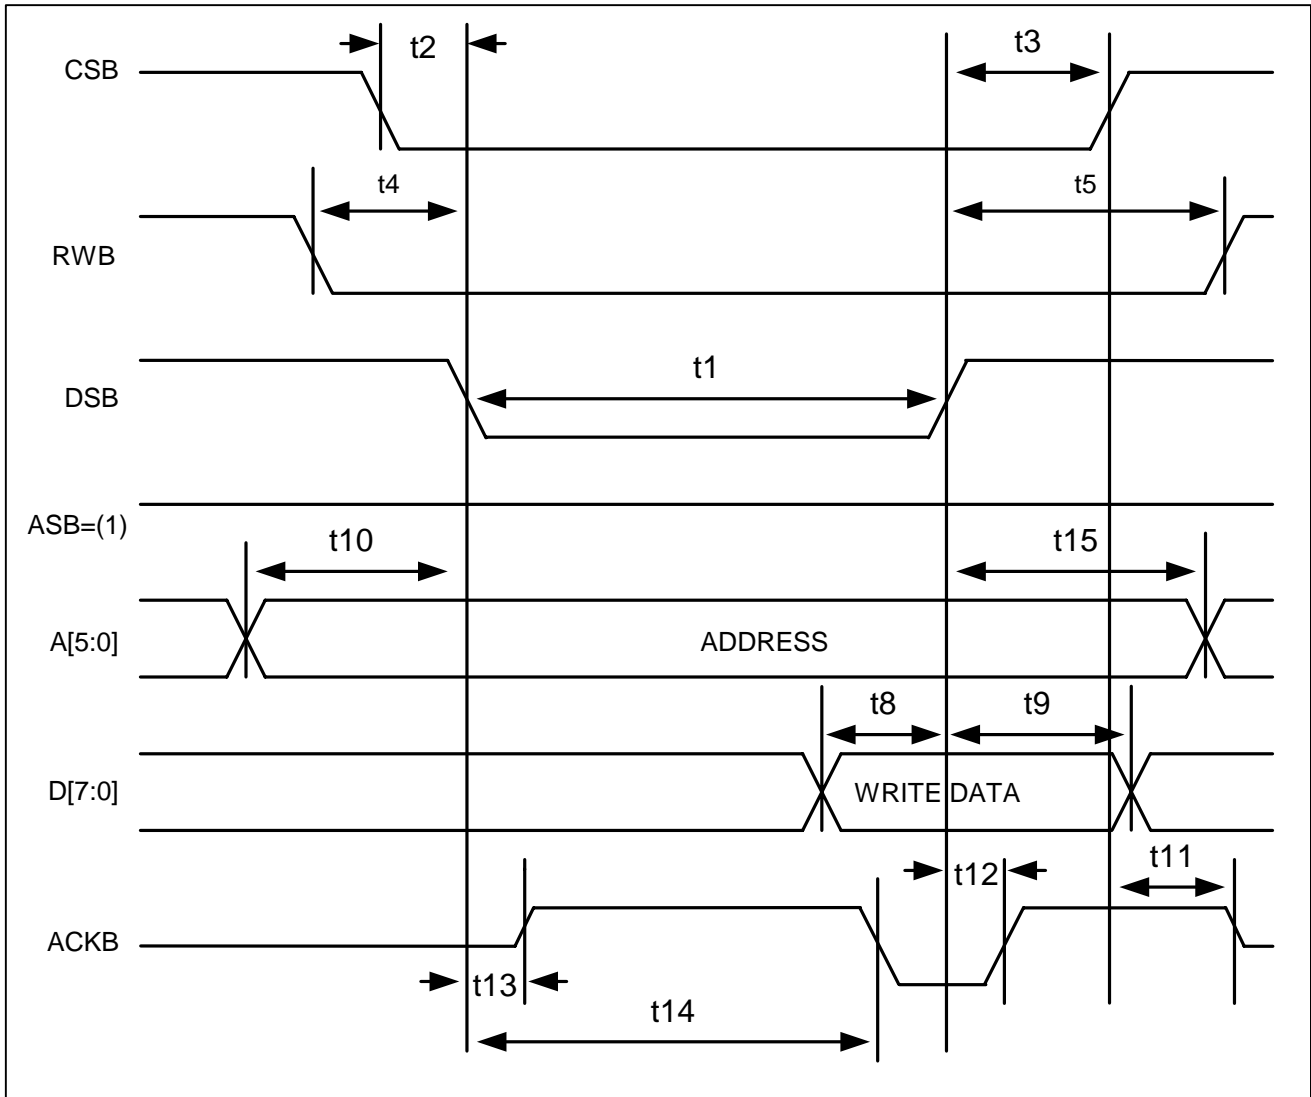 t2
t3
CSB
t4
t5
RWB
t1
DSB
ASB=(1)
t10
t15
A[5:0]
ADDRESS
t8
t9
D[7:0]
WRITE DATA
t12
t11
ACKB
t13
t14